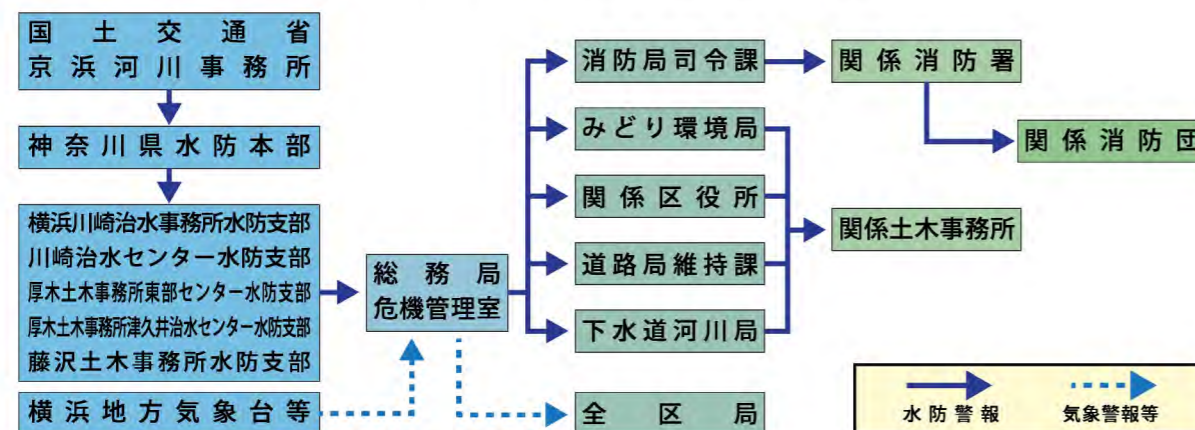 国土交通省
京浜河川事務所
神奈川県水防本部
横浜川崎治水事務所水防支部
川崎治水センター水防支部
厚木土木事務所東部センター水防支部
厚木土木事務所津久井治水センター水防支部
藤沢土木事務所水防支部
横浜地方気象台等
総務局
危機管理室
消防局司令課
みどり環境局
関係区役所
道路局維持課
下水道河川局
全区局
関係消防署
関係消防団
関係土木事務所
水防警報
気象警報等